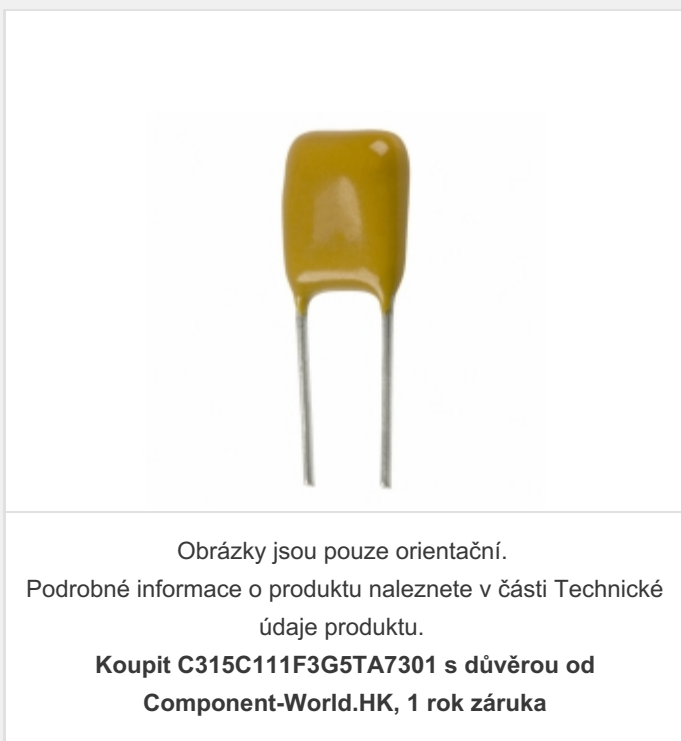 Obrázky jsou pouze orientační.
Podrobné informace o produktu naleznete v části Technické
údaje produktu.
Koupit C315C111F3G5TA7301 s důvěrou od
Component-World.HK, 1 rok záruka